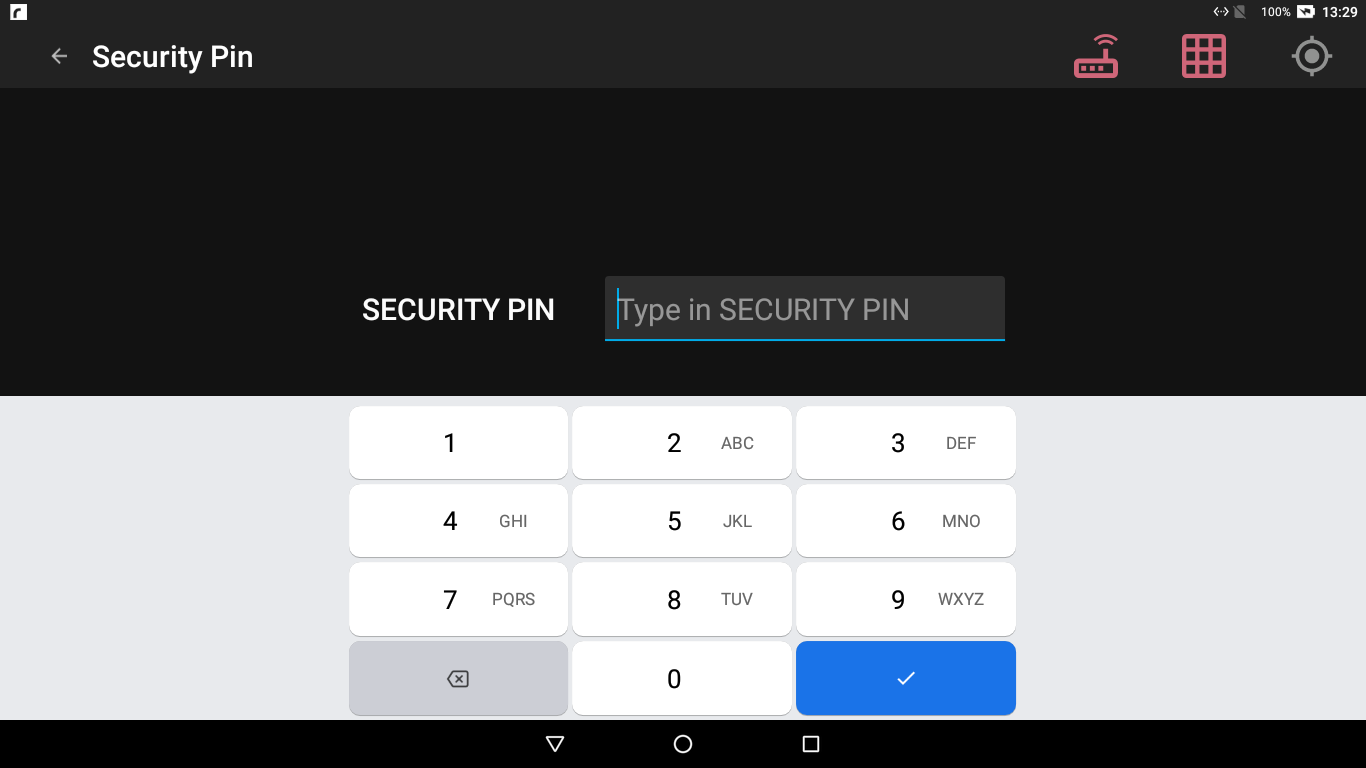 100% 13:29
Security Pin
SECURITY PIN Type in SECURITY PIN
1 2 ABC 3 DEF
4 GHI 5 JKL 6 MNO
7 PQRS 8 TUV 9 WXYZ
0